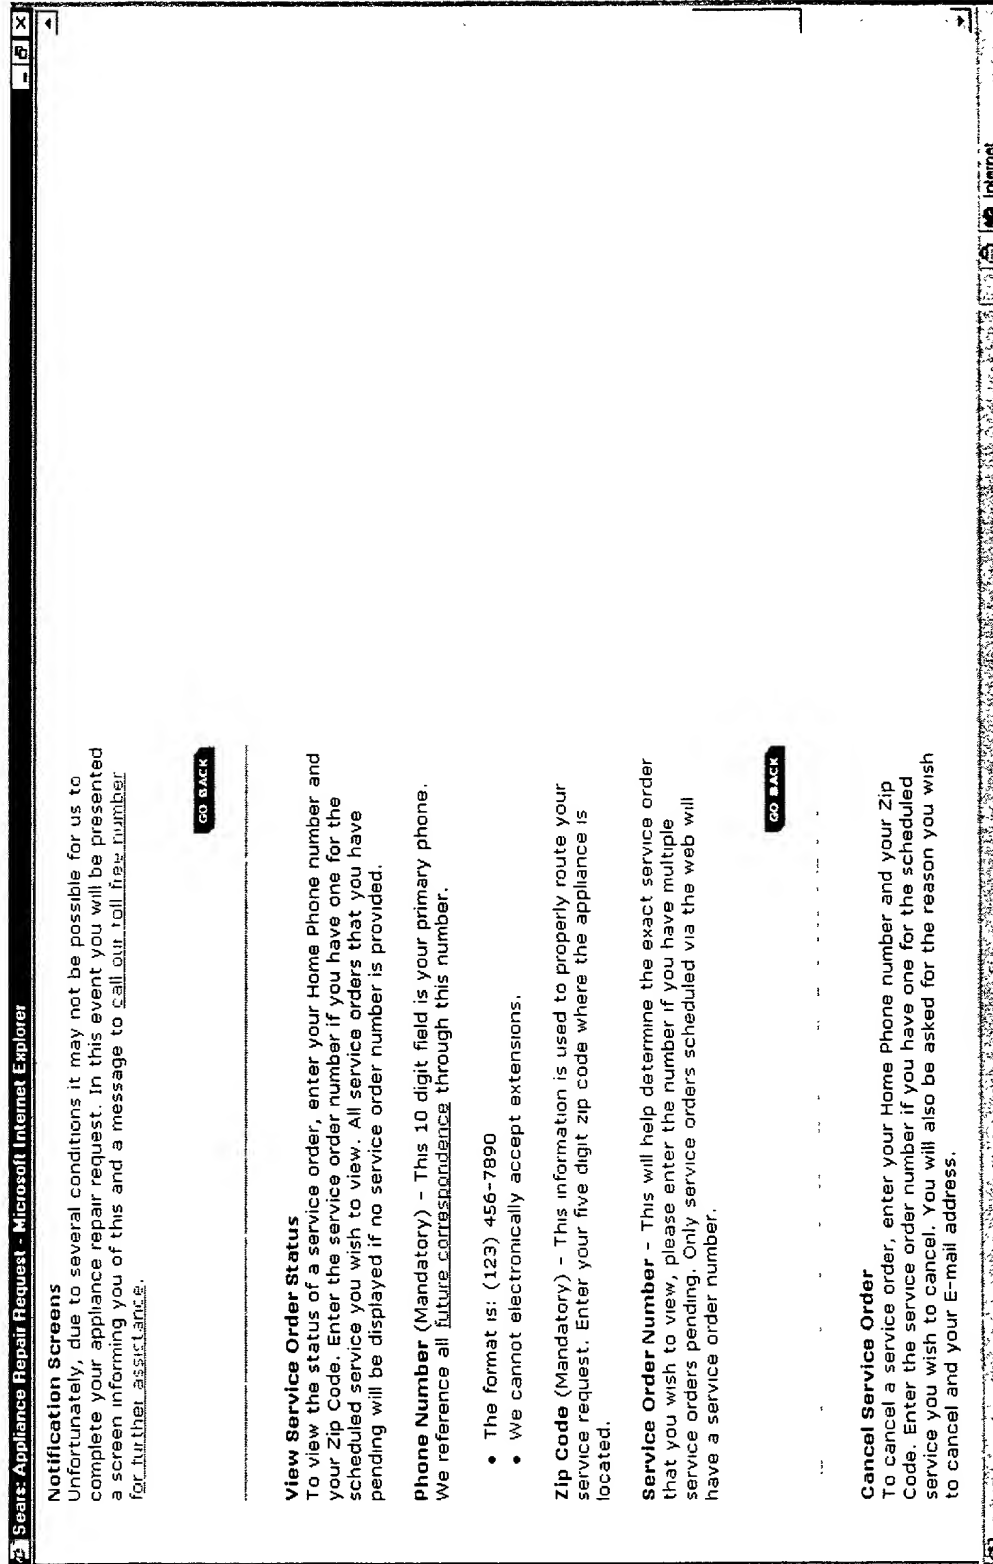 Sears: Appliance Repair Request - Microsoft Internet Explorer
Notification Screens
Unfortunately, due to several conditions it may not be possible for us to
complete your appliance repair request. In this event you will be presented
a screen informing you of this and a message to call our toll free number
for further assistance.
GO BACK
View Service Order Status
To view the status of a service order, enter your Home Phone number and
your Zip Code. Enter the service order number if you have one for the
scheduled service you wish to view. All service orders that you have
pending will be displayed if no service order number is provided.
Phone Number (Mandatory) - This 10 digit field is your primary phone.
We reference all future correspondence through this number.
• The format is: (123) 456-7890
• We cannot electronically accept extensions.
Zip Code (Mandatory) - This information is used to properly route your
service request. Enter your five digit zip code where the appliance is
located.
Service Order Number - This will help determine the exact service order
that you wish to view, please enter the number if you have multiple
service orders pending. Only service orders scheduled via the web will
have a service order number.
GO BACK
Cancel Service Order
To cancel a service order, enter your Home Phone number and your Zip
Code. Enter the service order number if you have one for the scheduled
service you wish to cancel. You will also be asked for the reason you wish
to cancel and your E-mail address.
Internet